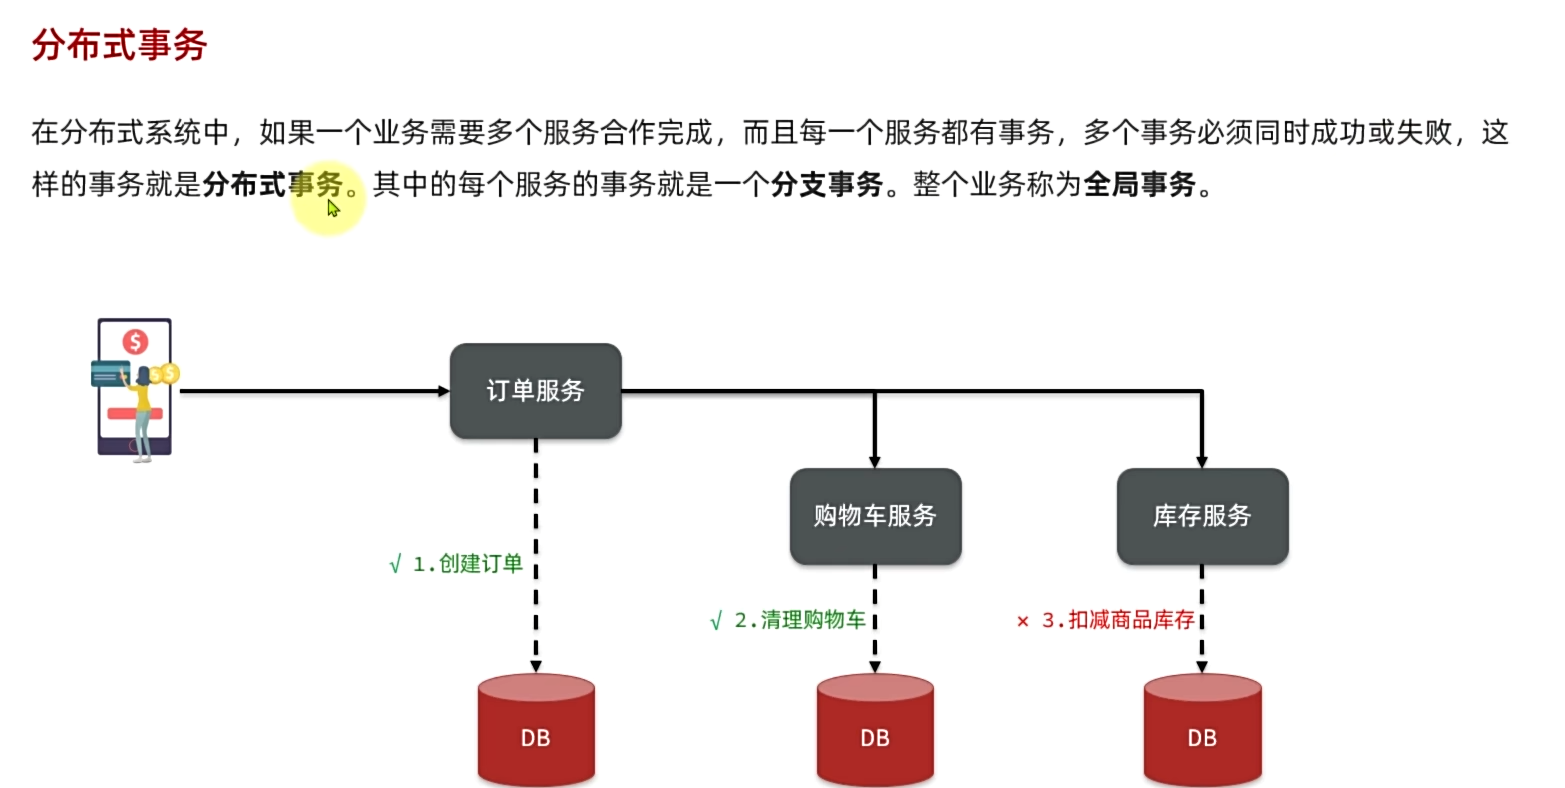 分布式事务
在分布式系统中，如果一个业务需要多个服务合作完成，而且每一个服务都有事务，多个事务必须同时成功或失败，这
样的事务就是分布式事务。其中的每个服务的事务就是一个分支事务。整个业务称为全局事务。
$
$
$
订单服务
购物车服务
库存服务
√ 1.创建订单
√ 2.清理购物车
× 3.扣减商品库存
DB
DB
DB